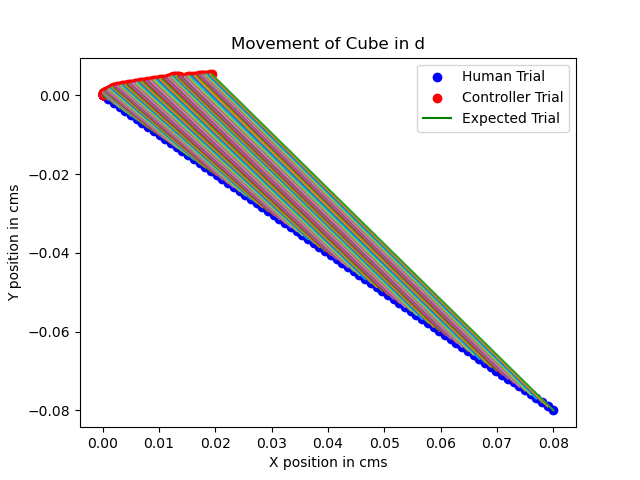 Movement of Cube in d
Human Trial
Controller Trial
Expected Trial
0.00
−0.02
−0.04
−0.06
−0.08
Y position in cms
0.00 0.01 0.02 0.03 0.04 0.05 0.06 0.07 0.08
X position in cms